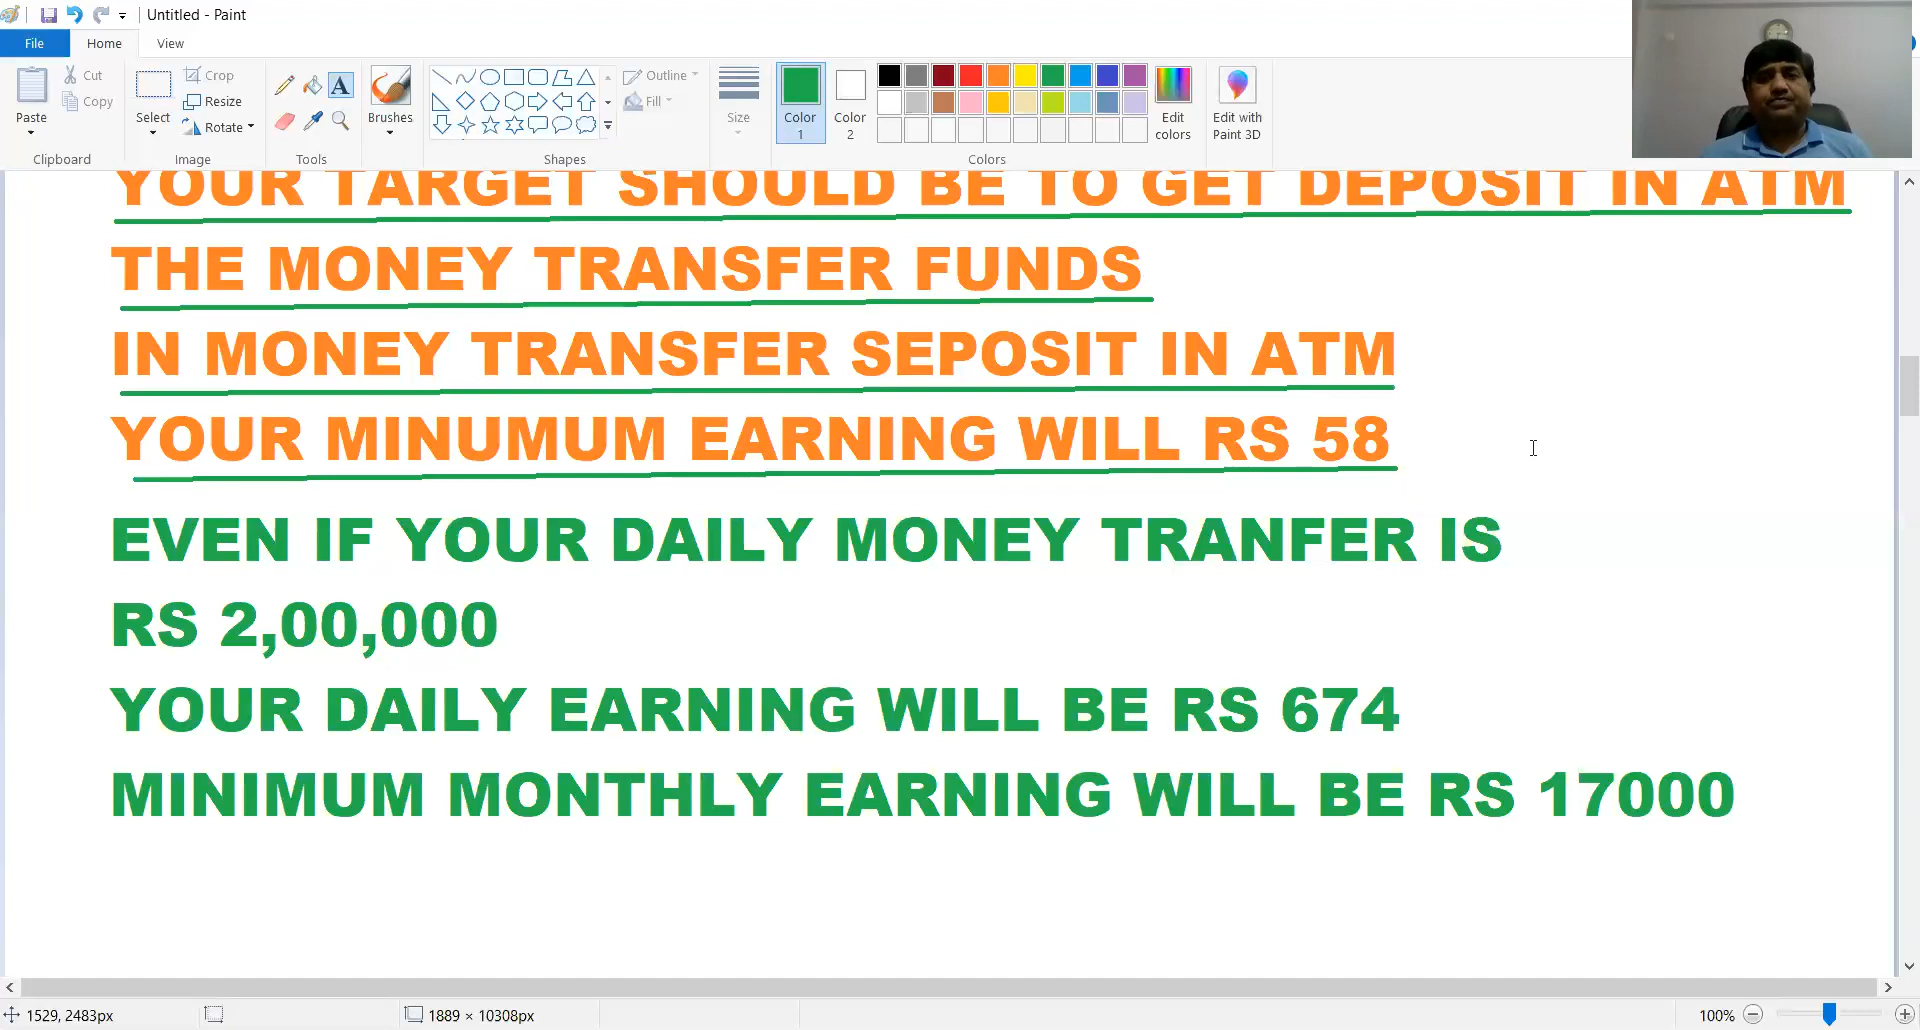 Untitled - Paint
File Home View
Paste Cut Copy Select Crop Resize Rotate A Brushes Outline Fill Size Color 1 Color 2 Edit colors Edit with Paint 3D
Clipboard Image Tools Shapes Colors
YOUR TARGET SHOULD BE TO GET DEPOSIT IN ATM
THE MONEY TRANSFER FUNDS
IN MONEY TRANSFER SEPOSIT IN ATM
YOUR MINUMUM EARNING WILL RS 58
EVEN IF YOUR DAILY MONEY TRANFER IS
RS 2,00,000
YOUR DAILY EARNING WILL BE RS 674
MINIMUM MONTHLY EARNING WILL BE RS 17000
1529, 2483px 1889 × 10308px 100%